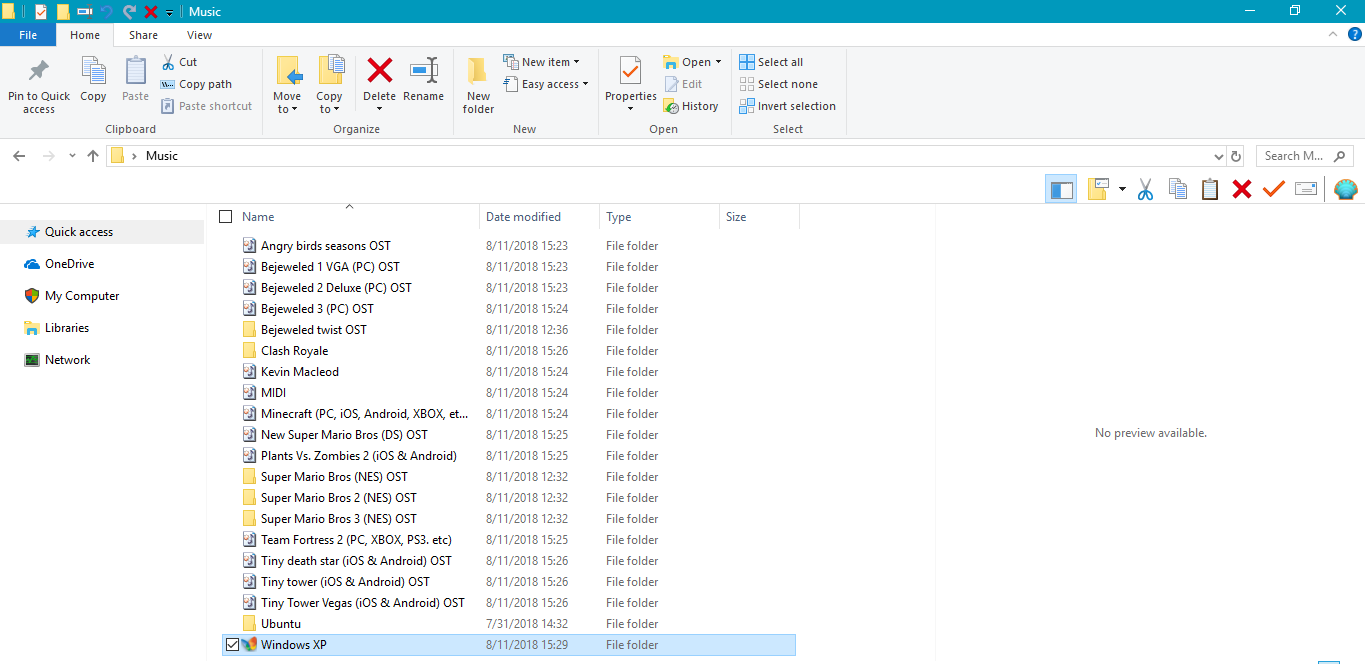 Music
File Home Share View
Pin to Quick access
Copy
Paste
Cut
Copy path
Paste shortcut
Clipboard
Move to
Copy to
Delete
Rename
Organize
New folder
New item
Easy access
New
Properties
Open
Edit
History
Open
Select all
Select none
Invert selection
Select
Music
Search M...
Quick access
OneDrive
My Computer
Libraries
Network
Name Date modified Type Size
Angry birds seasons OST 8/11/2018 15:23 File folder
Bejeweled 1 VGA (PC) OST 8/11/2018 15:23 File folder
Bejeweled 2 Deluxe (PC) OST 8/11/2018 15:23 File folder
Bejeweled 3 (PC) OST 8/11/2018 15:24 File folder
Bejeweled twist OST 8/11/2018 12:36 File folder
Clash Royale 8/11/2018 15:26 File folder
Kevin Macleod 8/11/2018 15:24 File folder
MIDI 8/11/2018 15:24 File folder
Minecraft (PC, iOS, Android, XBOX, et... 8/11/2018 15:24 File folder
New Super Mario Bros (DS) OST 8/11/2018 15:25 File folder
Plants Vs. Zombies 2 (iOS & Android) 8/11/2018 15:25 File folder
Super Mario Bros (NES) OST 8/11/2018 12:32 File folder
Super Mario Bros 2 (NES) OST 8/11/2018 12:32 File folder
Super Mario Bros 3 (NES) OST 8/11/2018 12:32 File folder
Team Fortress 2 (PC, XBOX, PS3. etc) 8/11/2018 15:25 File folder
Tiny death star (iOS & Android) OST 8/11/2018 15:26 File folder
Tiny tower (iOS & Android) OST 8/11/2018 15:26 File folder
Tiny Tower Vegas (iOS & Android) OST 8/11/2018 15:26 File folder
Ubuntu 7/31/2018 14:32 File folder
Windows XP 8/11/2018 15:29 File folder
No preview available.